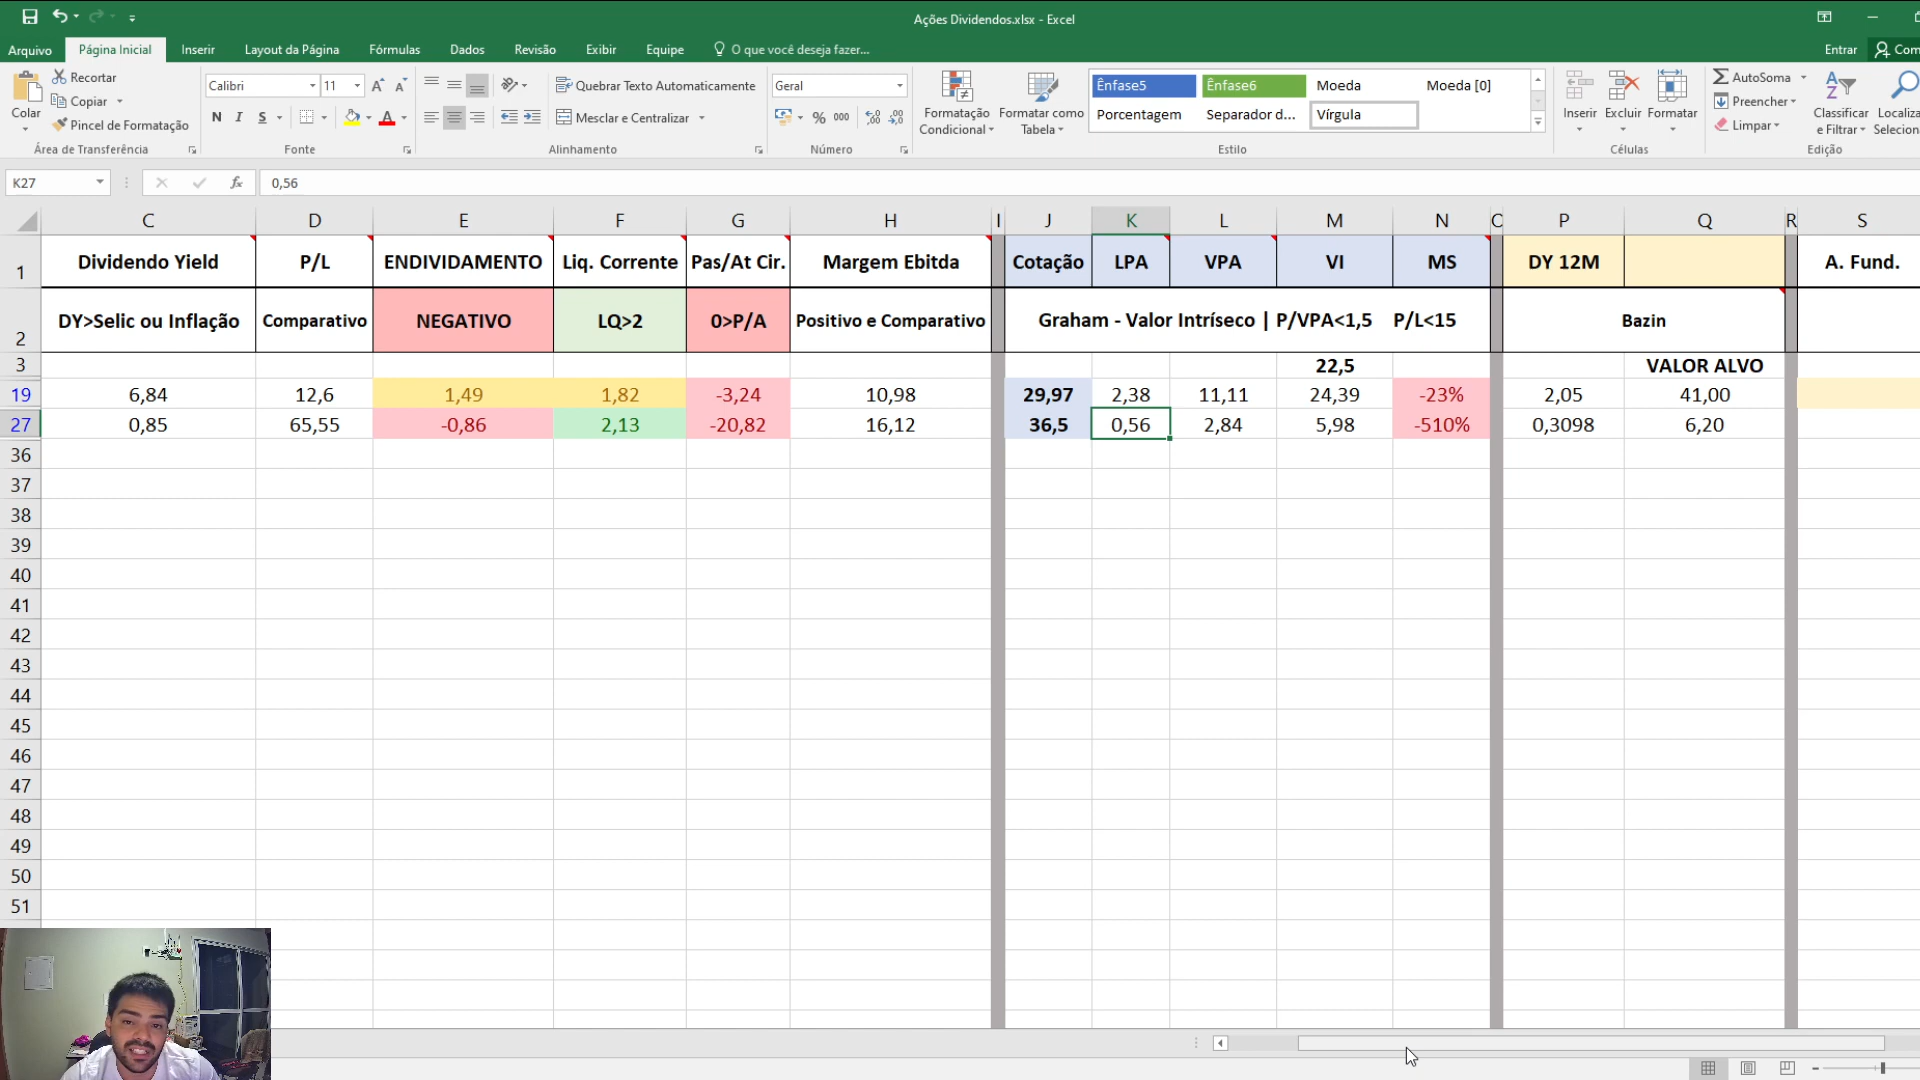 Ações Dividendos.xlsx - Excel
Arquivo Página Inicial Inserir Layout da Página Fórmulas Dados Revisão Exibir Equipe O que você deseja fazer... Entrar Com
Colar
Recortar
Copiar
Pincel de Formatação
Área de Transferência
Calibri 11
N I S
Fonte
Quebrar Texto Automaticamente
Mesclar e Centralizar
Alinhamento
Geral
% 000
Número
Formatação Condicional
Formatar como Tabela
Ênfase5 Ênfase6 Moeda Moeda [0]
Porcentagem Separador d... Vírgula
Estilo
Inserir Excluir Formatar
Células
AutoSoma
Preencher
Limpar
Classificar e Filtrar
Localiza
Selecion
Edição
K27 fx 0,56
C D E F G H I J K L M N O P Q R S
1 Dividendo Yield P/L ENDIVIDAMENTO Liq. Corrente Pas/At Cir. Margem Ebitda Cotação LPA VPA VI MS DY 12M A. Fund.
2 DY>Selic ou Inflação Comparativo NEGATIVO LQ>2 0>P/A Positivo e Comparativo Graham - Valor Intríseco | P/VPA<1,5 P/L<15 Bazin
3 22,5 VALOR ALVO
19 6,84 12,6 1,49 1,82 -3,24 10,98 29,97 2,38 11,11 24,39 -23% 2,05 41,00
27 0,85 65,55 -0,86 2,13 -20,82 16,12 36,5 0,56 2,84 5,98 -510% 0,3098 6,20
36
37
38
39
40
41
42
43
44
45
46
47
48
49
50
51